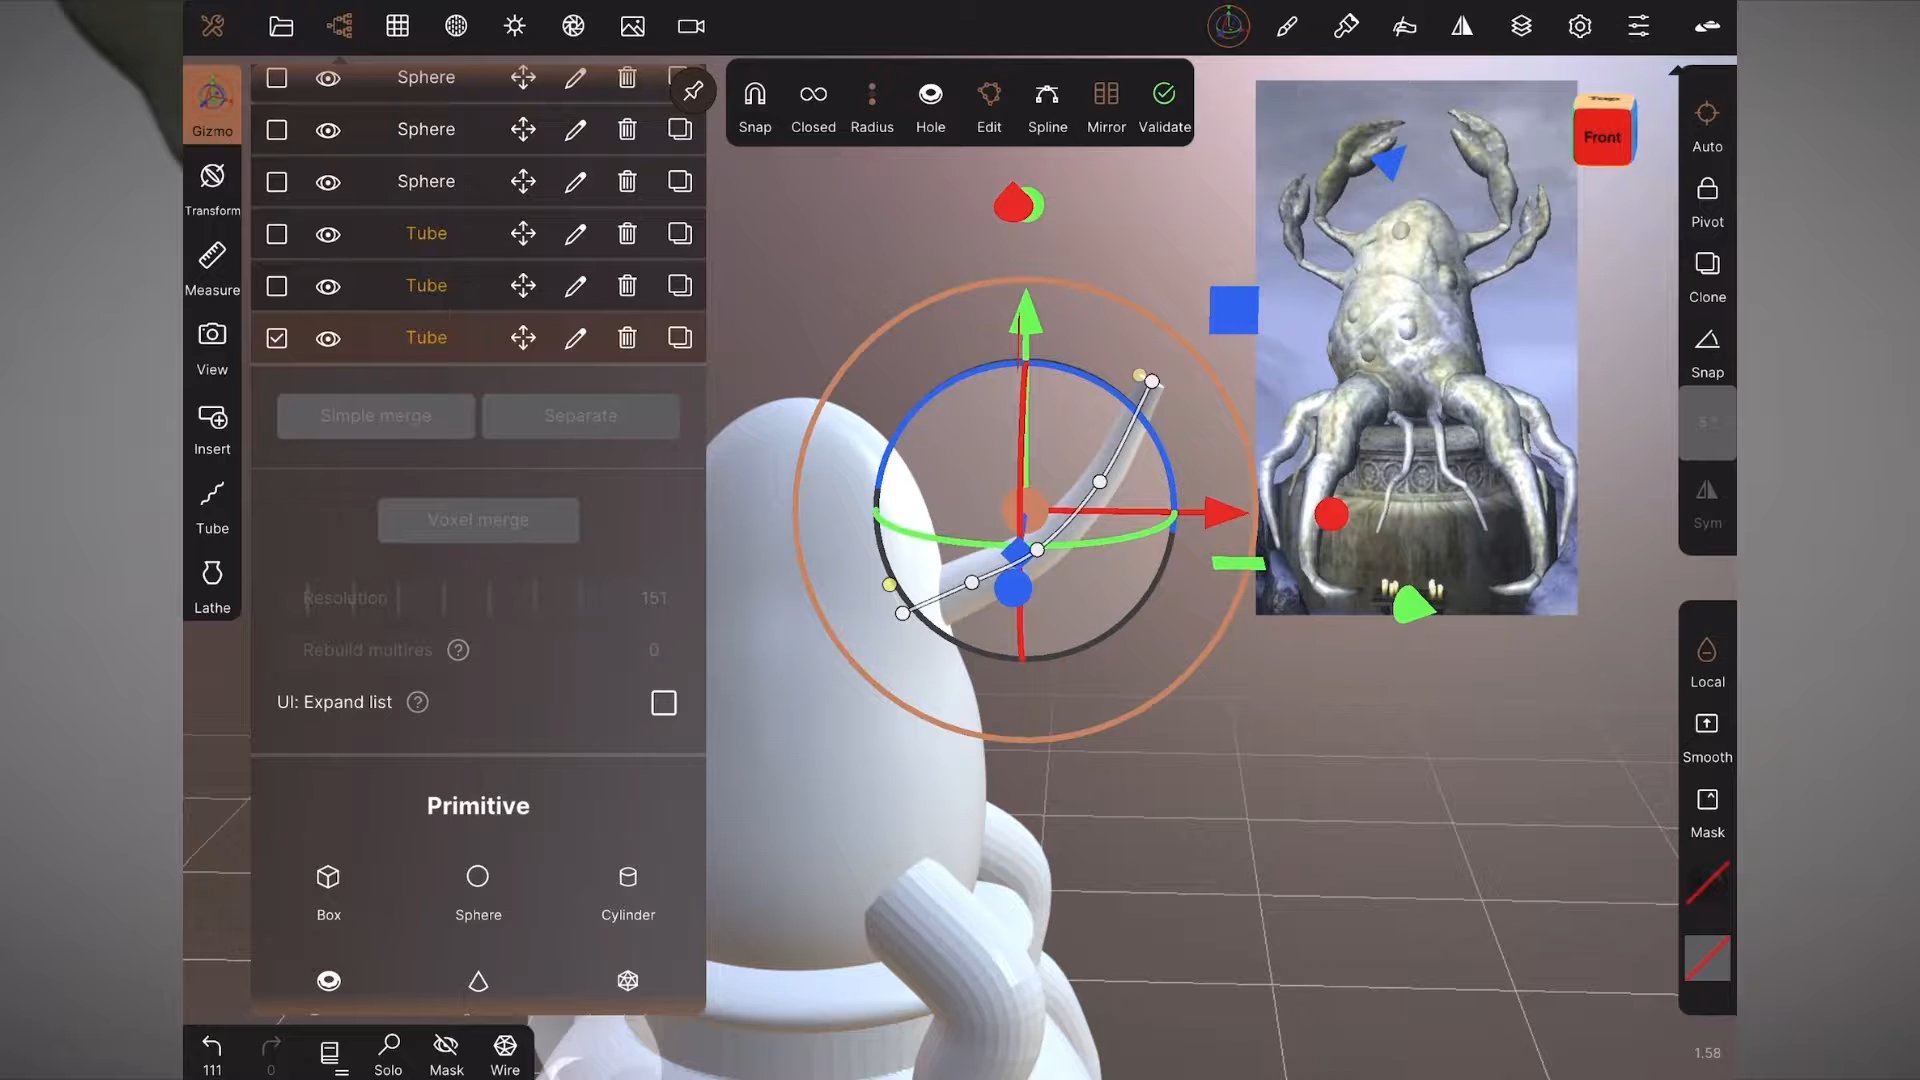 Gizmo
Transform
Measure
View
Insert
Tube
Lathe
Sphere
Sphere
Sphere
Tube
Tube
Tube
Simple merge
Separate
Voxel merge
Resolution
151
Rebuild multires ?
0
UI: Expand list ?
Primitive
Box
Sphere
Cylinder
Snap
Closed
Radius
Hole
Edit
Spline
Mirror
Validate
Top
Front
Auto
Pivot
Clone
Snap
5°
Sym
Local
Smooth
Mask
1.58
111
0
Solo
Mask
Wire